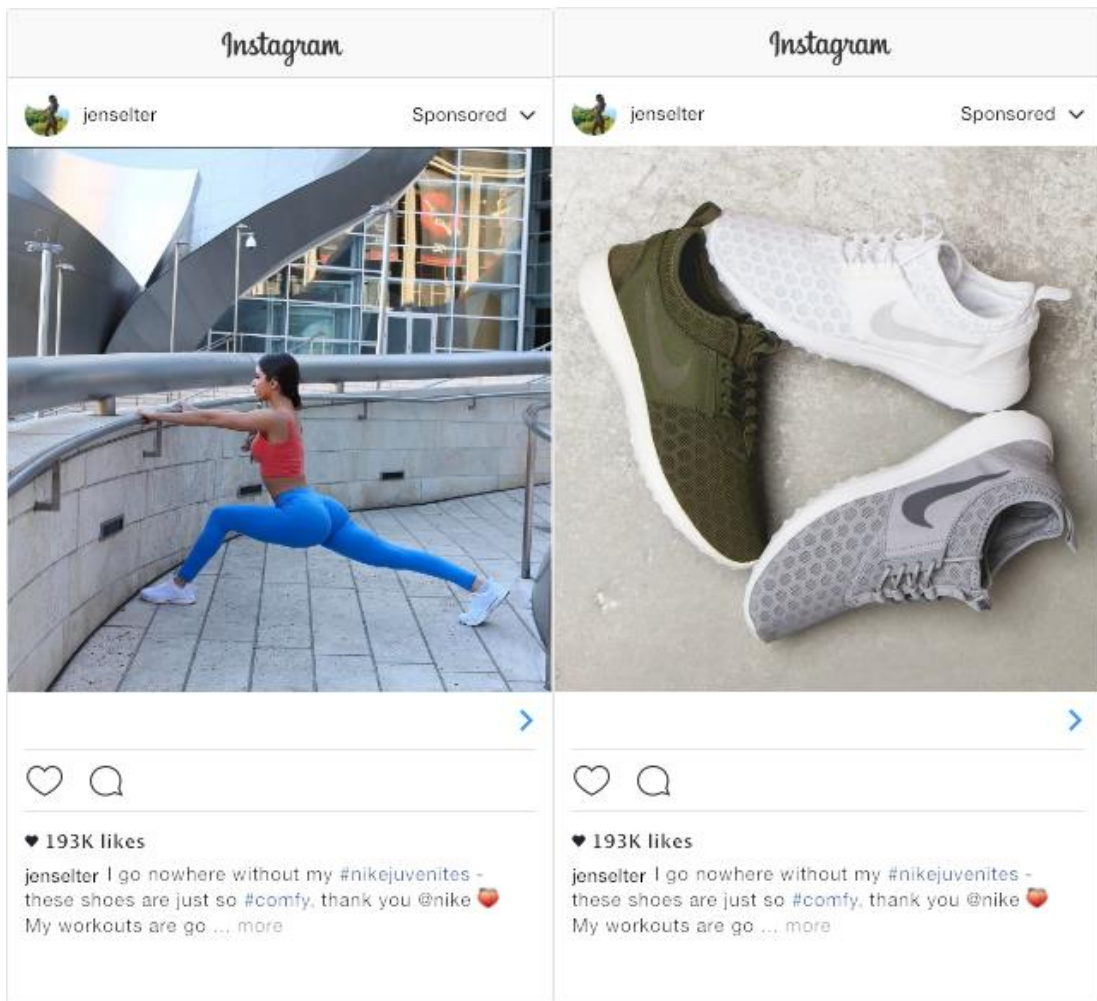 Instagram
jenselter
Sponsored
193K likes
jenselter I go nowhere without my #nikejuvenites -
these shoes are just so #comfy, thank you @nike 🍑
My workouts are go ... more
Instagram
jenselter
Sponsored
193K likes
jenselter I go nowhere without my #nikejuvenites -
these shoes are just so #comfy, thank you @nike 🍑
My workouts are go ... more